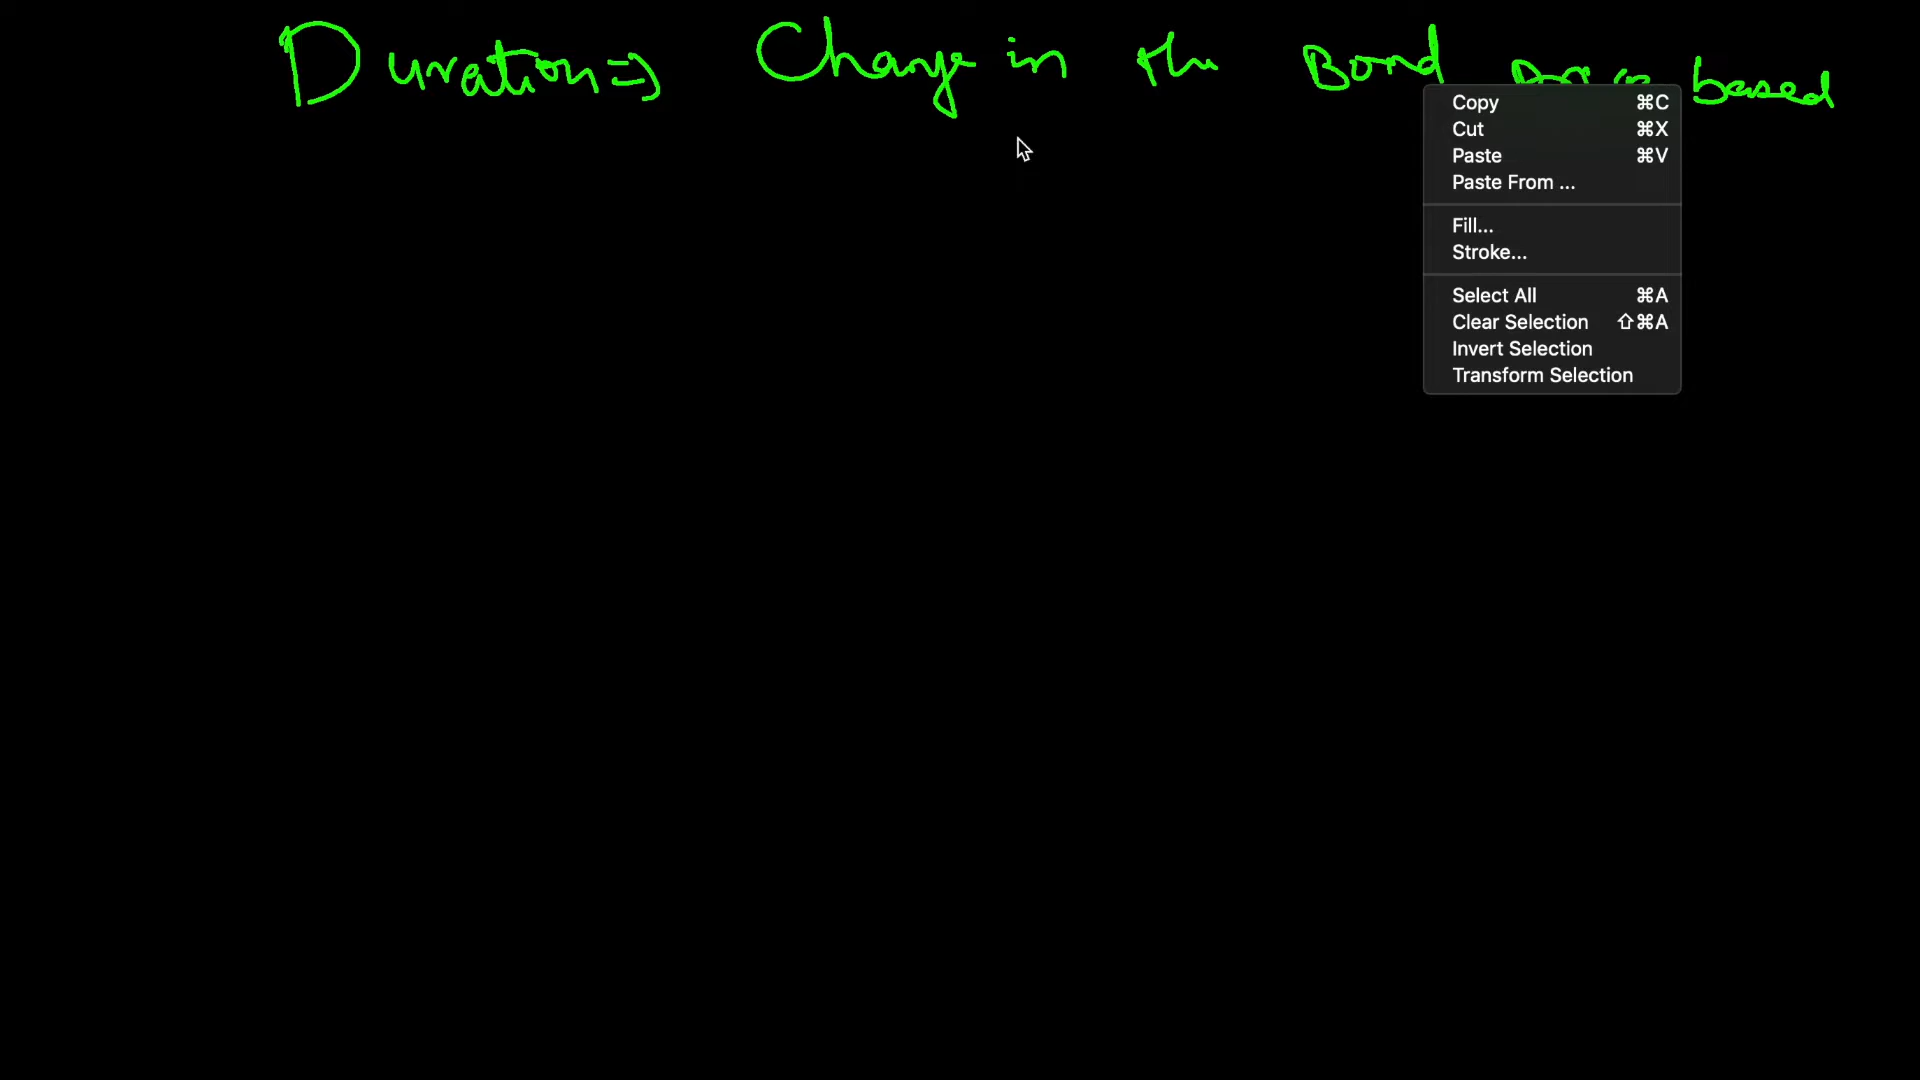 Duration => Change in the Bond based
Copy ⌘C
Cut ⌘X
Paste ⌘V
Paste From ...
Fill...
Stroke...
Select All ⌘A
Clear Selection ⇧⌘A
Invert Selection
Transform Selection